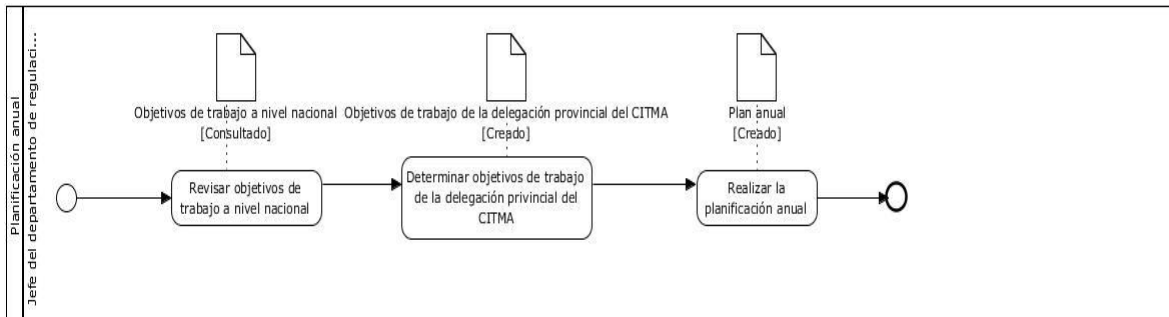 Planificación anual
Jefe del departamento de regulaci...
Objetivos de trabajo a nivel nacional
[Consultado]
Objetivos de trabajo de la delegación provincial del CITMA
[Creado]
Plan anual
[Creado]
Revisar objetivos de
trabajo a nivel nacional
Determinar objetivos de trabajo
de la delegación privincial del
CITMA
Realizar la
planificación anual